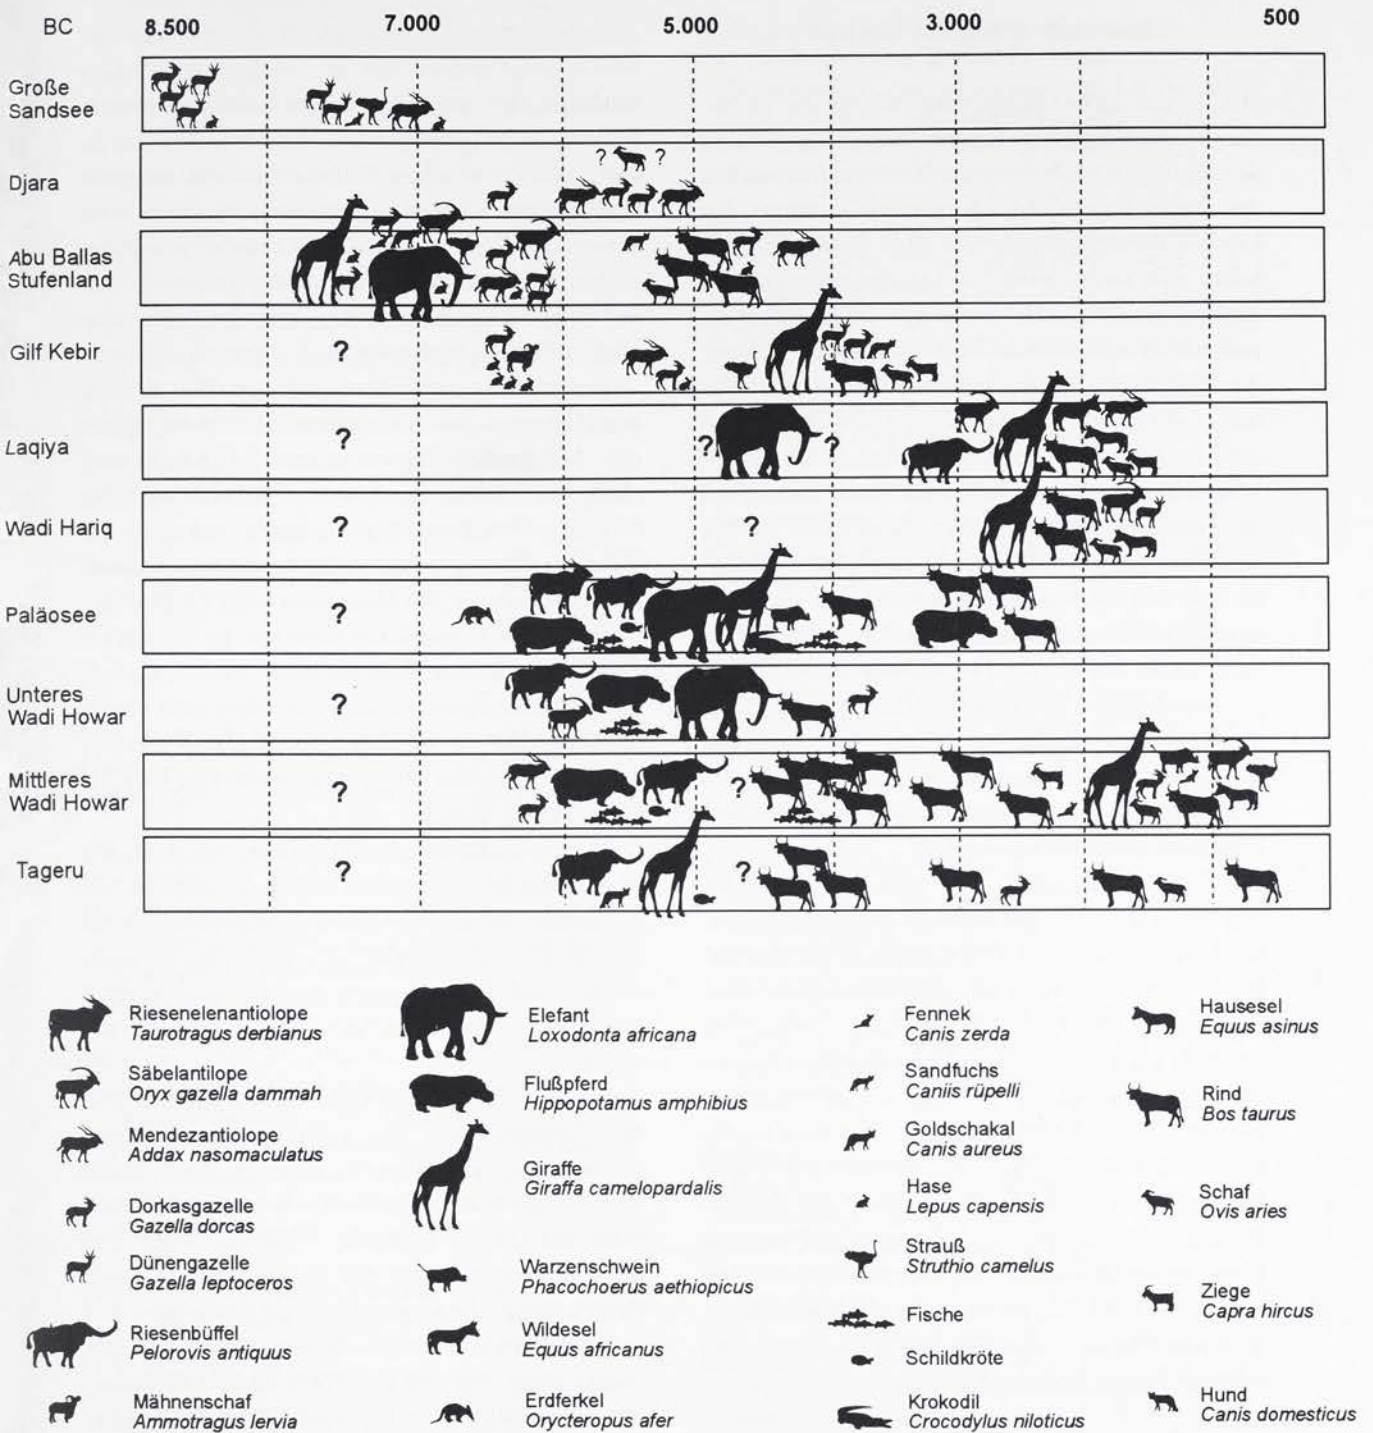 BC 8.500 7.000 5.000 3.000 500
Große
Sandsee
? ?
Djara
Abu Ballas
Stufenland
Gilf Kebir ?
Laqiya ? ? ?
Wadi Hariq ? ?
Paläosee ?
Unteres
Wadi Howar ?
Mittleres
Wadi Howar ? ?
Tageru ? ?
Riesenelenantiolope
Taurotragus derbianus
Säbelantilope
Oryx gazella dammah
Mendezantiolope
Addax nasomaculatus
Dorkasgazelle
Gazella dorcas
Dünengazelle
Gazella leptoceros
Riesenbüffel
Pelorovis antiquus
Mähnenschaf
Ammotragus lervia
Elefant
Loxodonta africana
Flußpferd
Hippopotamus amphibius
Giraffe
Giraffa camelopardalis
Warzenschwein
Phacochoerus aethiopicus
Wildesel
Equus africanus
Erdferkel
Orycteropus afer
Fennek
Canis zerda
Sandfuchs
Caniis rüpelli
Goldschakal
Canis aureus
Hase
Lepus capensis
Strauß
Struthio camelus
Fische
Schildkröte
Krokodil
Crocodylus niloticus
Hausesel
Equus asinus
Rind
Bos taurus
Schaf
Ovis aries
Ziege
Capra hircus
Hund
Canis domesticus